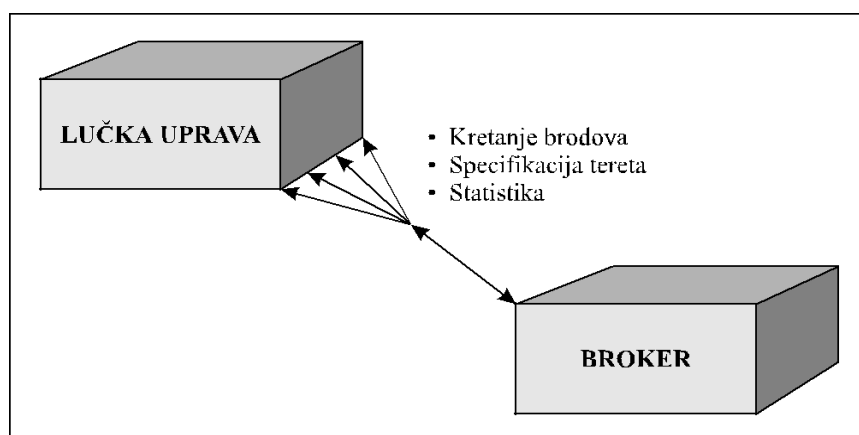 LUČKA UPRAVA
• Kretanje brodova
• Specifikacija tereta
• Statistika
BROKER